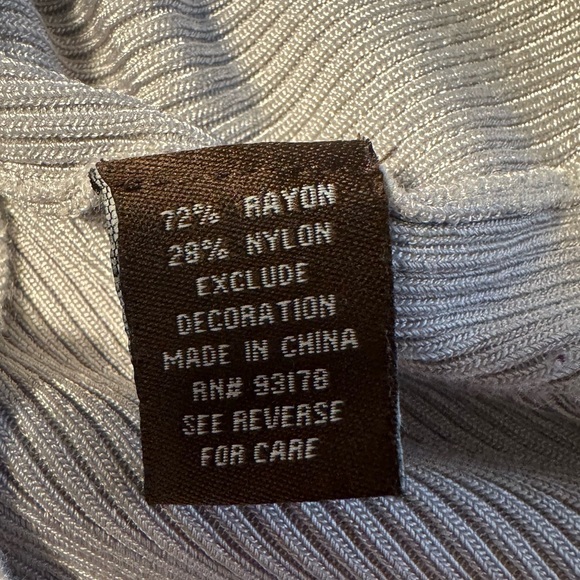 72% RAYON
28% NYLON
EXCLUDE
DECORATION
MADE IN CHINA
RN# 93178
SEE REVERSE
FOR CARE